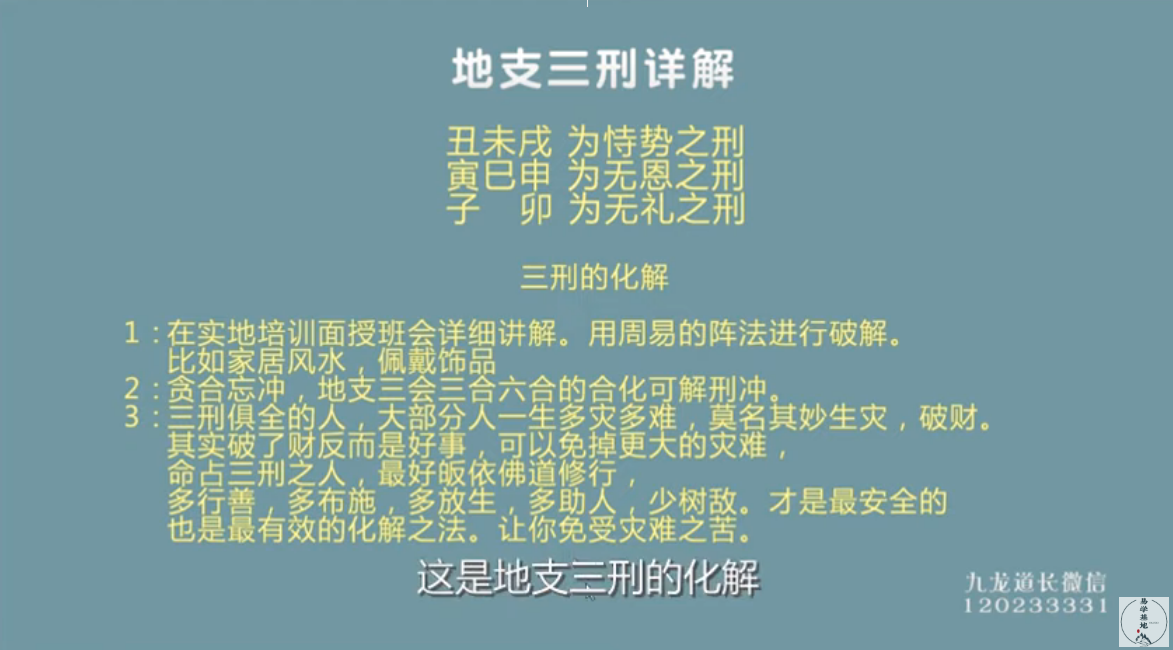 地支三刑详解
丑未戌 为恃势之刑
寅巳申 为无恩之刑
子 卯 为无礼之刑
三刑的化解
1：在实地培训面授班会详细讲解。用周易的阵法进行破解。
比如家居风水，佩戴饰品
2：贪合忘冲，地支三会三合六合的合化可解刑冲。
3：三刑俱全的人，大部分人一生多灾多难，莫名其妙生灾，破财。
其实破了财反而是好事，可以免掉更大的灾难，
命占三刑之人，最好皈依佛道修行，
多行善，多布施，多放生，多助人，少树敌。才是最安全的
也是最有效的化解之法。让你免受灾难之苦。
这是地支三刑的化解
九龙道长微信
120233331
易学基地